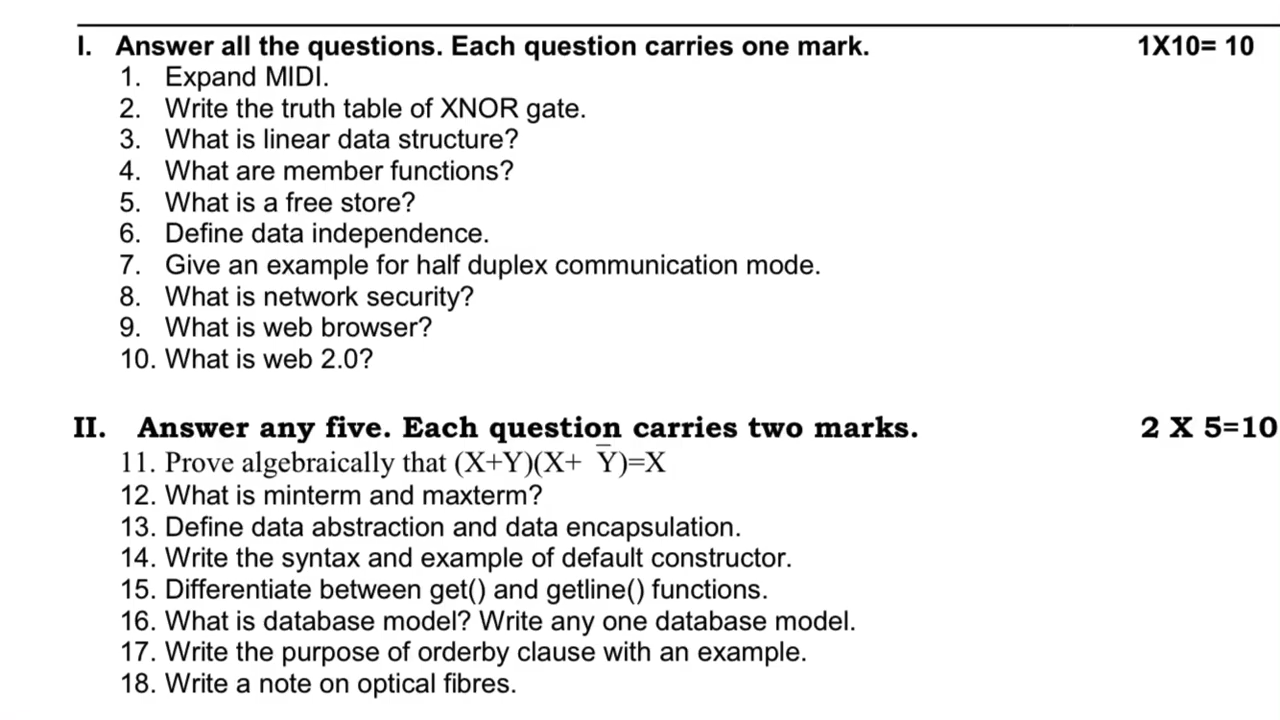 I. Answer all the questions. Each question carries one mark. 1X10= 10
1. Expand MIDI.
2. Write the truth table of XNOR gate.
3. What is linear data structure?
4. What are member functions?
5. What is a free store?
6. Define data independence.
7. Give an example for half duplex communication mode.
8. What is network security?
9. What is web browser?
10. What is web 2.0?
II. Answer any five. Each question carries two marks. 2 X 5=10
11. Prove algebraically that (X+Y)(X+ Y̅)=X
12. What is minterm and maxterm?
13. Define data abstraction and data encapsulation.
14. Write the syntax and example of default constructor.
15. Differentiate between get() and getline() functions.
16. What is database model? Write any one database model.
17. Write the purpose of orderby clause with an example.
18. Write a note on optical fibres.